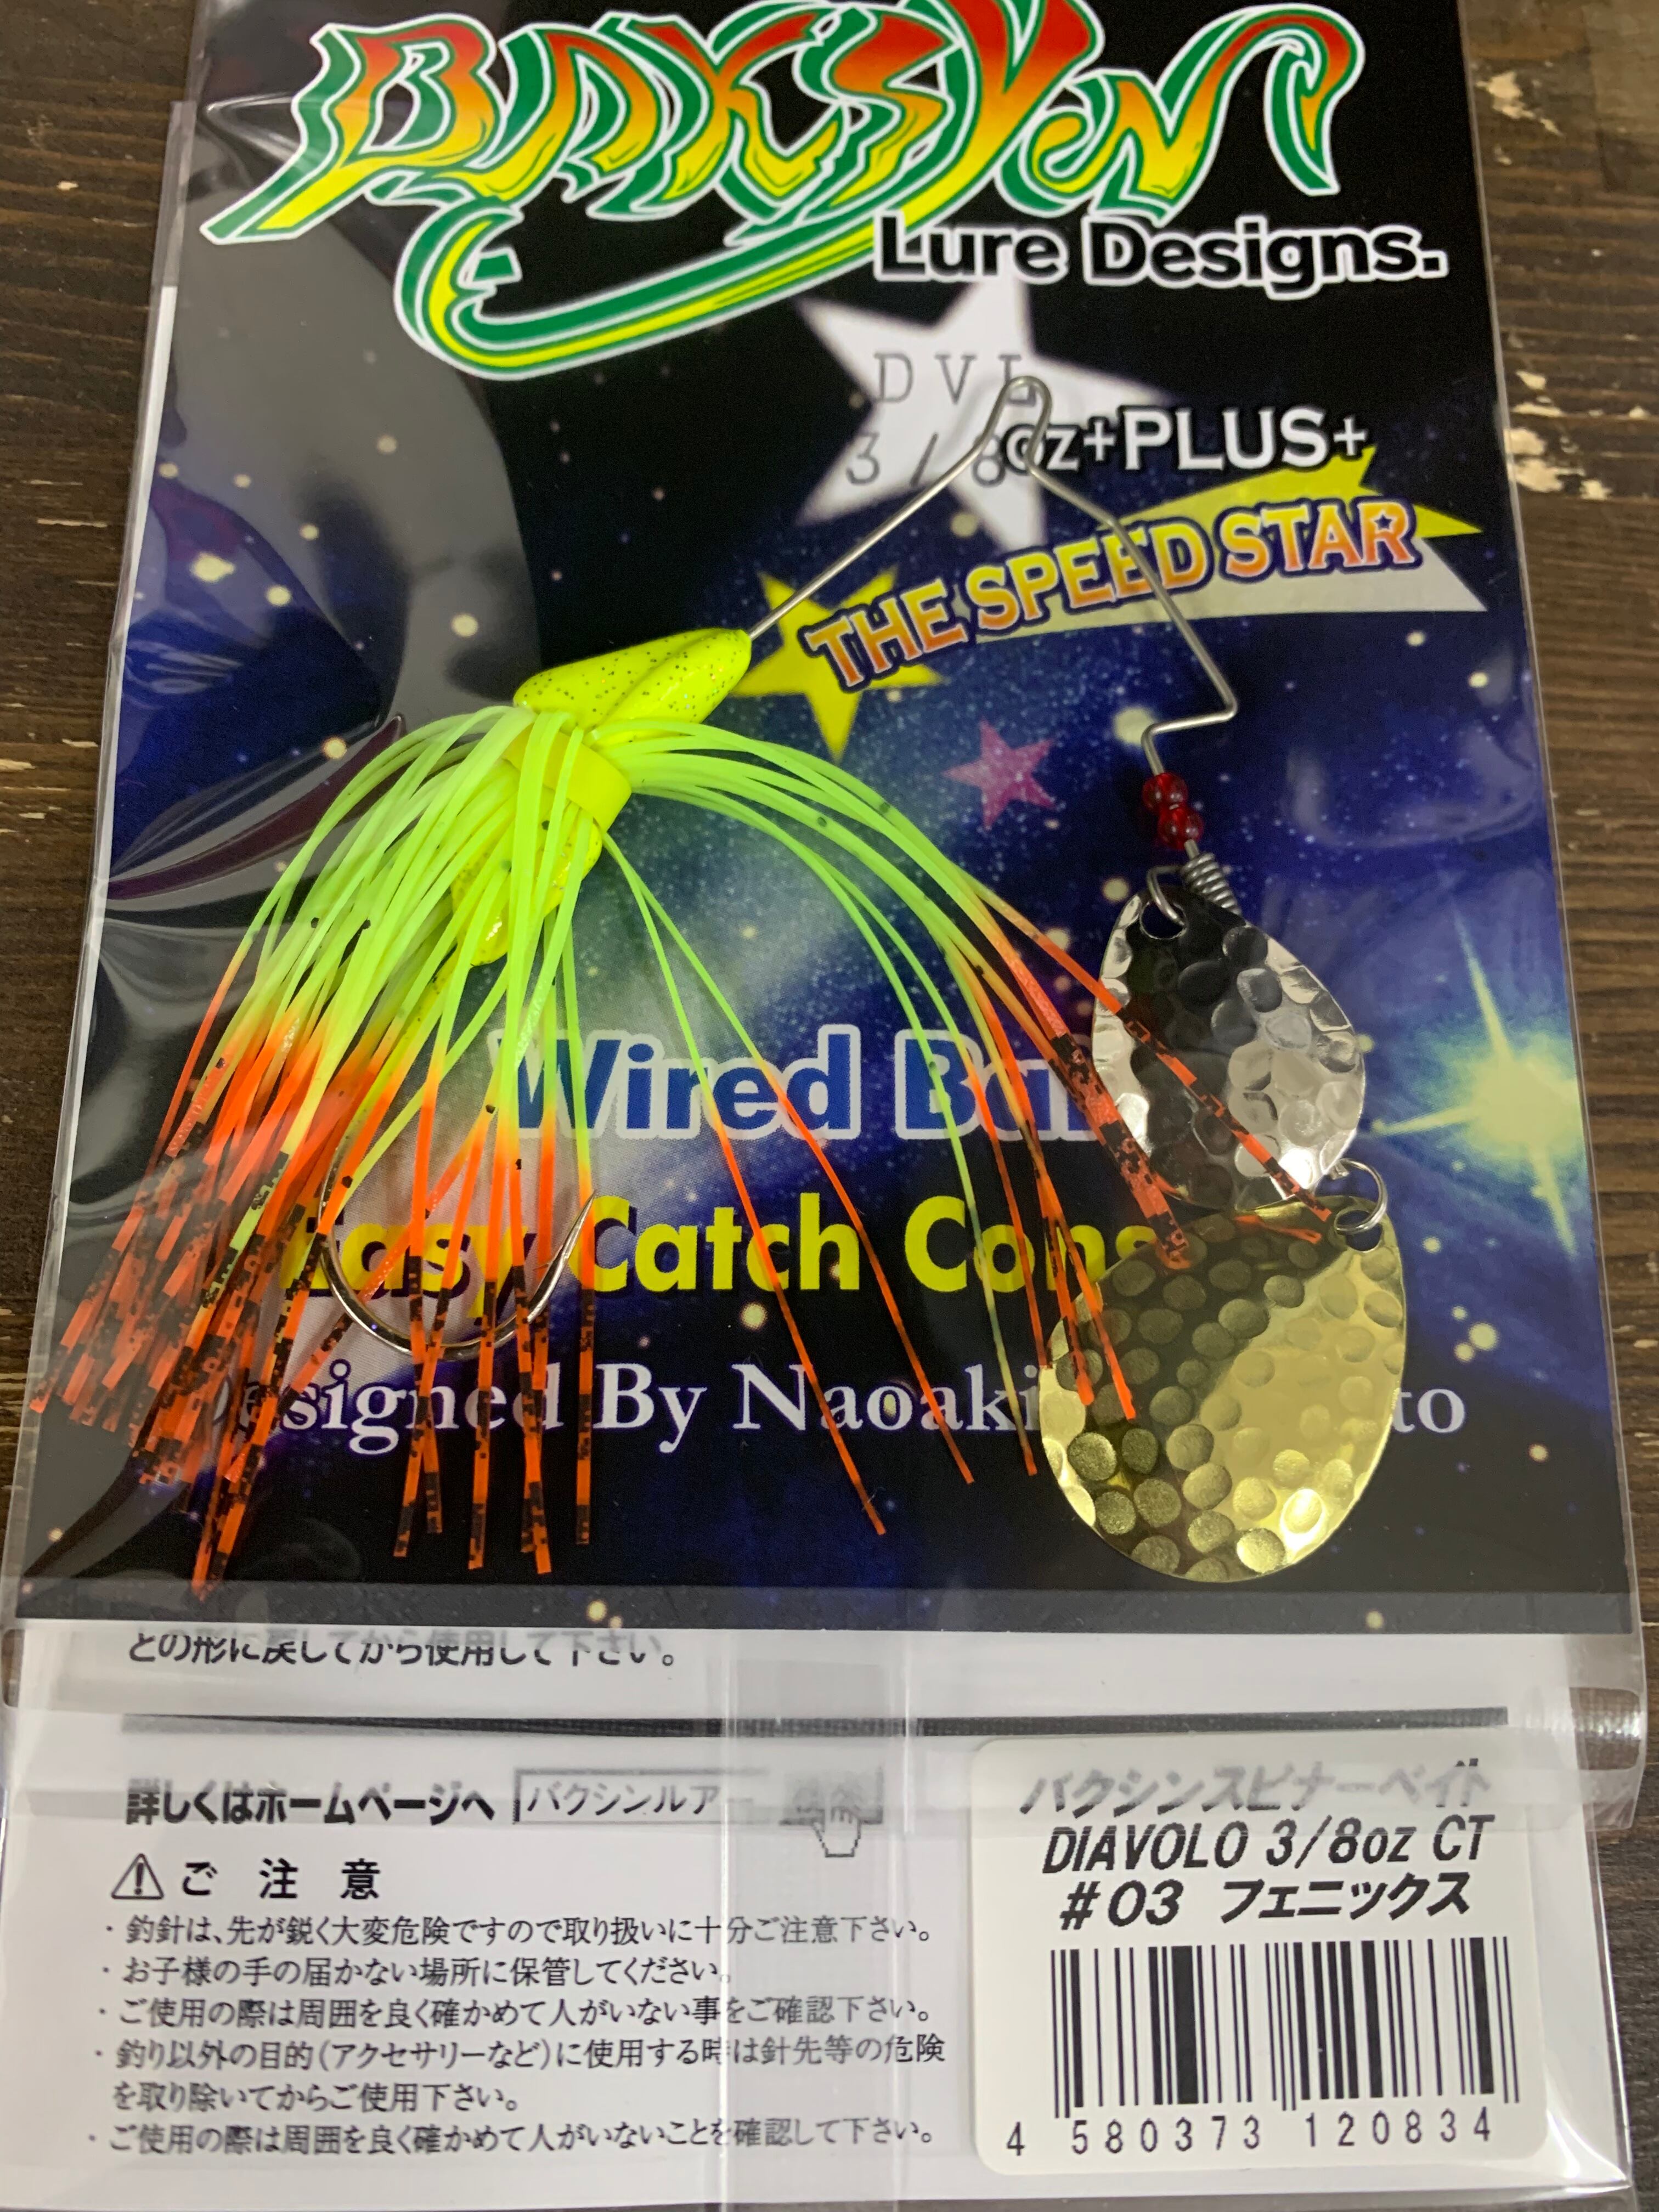 BAKSYN
Lure Designs.
DVL
3/8oz+PLUS+
THE SPEED STAR
Wired
Easy Catch
Designed By Naoaki
との形に戻してから使用して下さい。
詳しくはホームページへ バクシンルアー
ご注意
・釣針は、先が鋭く大変危険ですので取り扱いに十分ご注意下さい。
・お子様の手の届かない場所に保管してください。
・ご使用の際は周囲を良く確かめて人がいない事をご確認下さい。
・釣り以外の目的(アクセサリーなど)に使用する時は針先等の危険
を取り除いてからご使用下さい。
・ご使用の際は周囲を良く確かめて人がいないことを確認して下さい。
バクシンスピナーベイト
DIAVOLO 3/8oz CT
#03 フェニックス
4 580373 120834